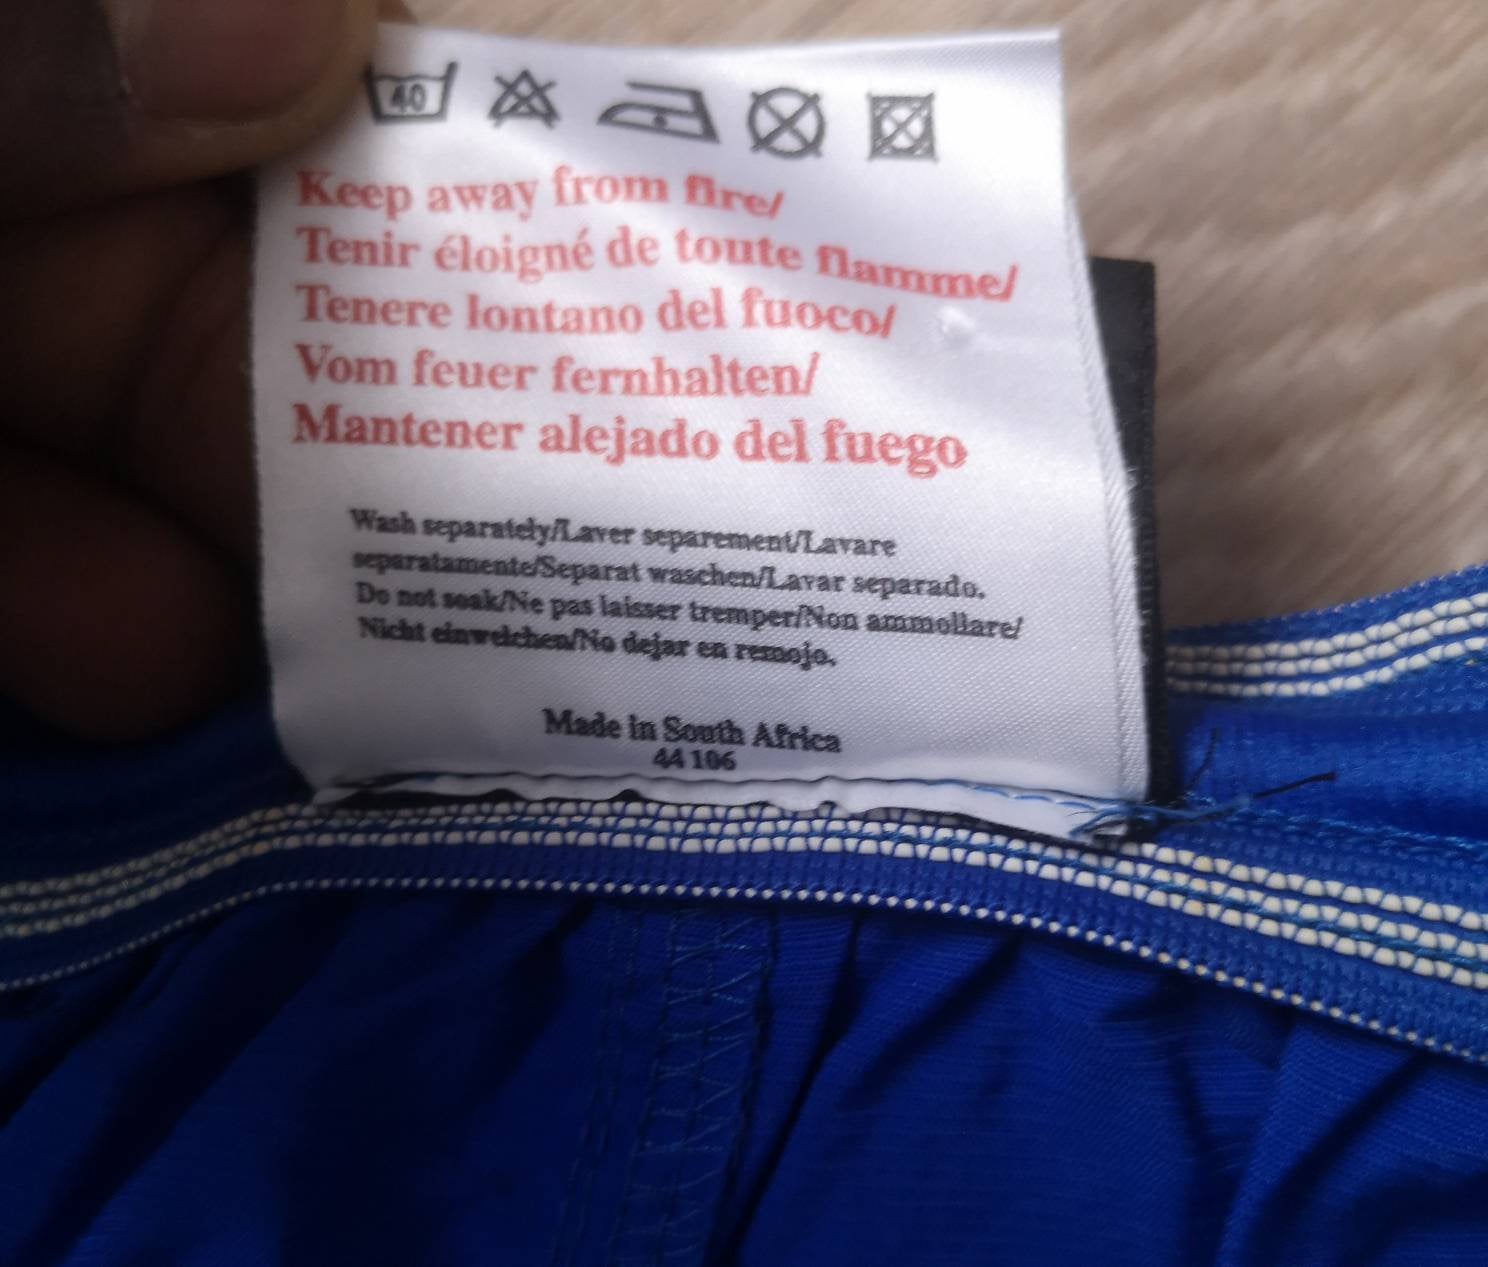 40
Keep away from fire/
Tenir éloigné de toute flamme/
Tenere lontano del fuoco/
Vom feuer fernhalten/
Mantener alejado del fuego
Wash separately/Laver separement/Lavare
separatamente/Separat waschen/Lavar separado.
Do not soak/Ne pas laisser tremper/Non ammollare/
Nicht einweichen/No dejar en remojo.
Made in South Africa
44 106